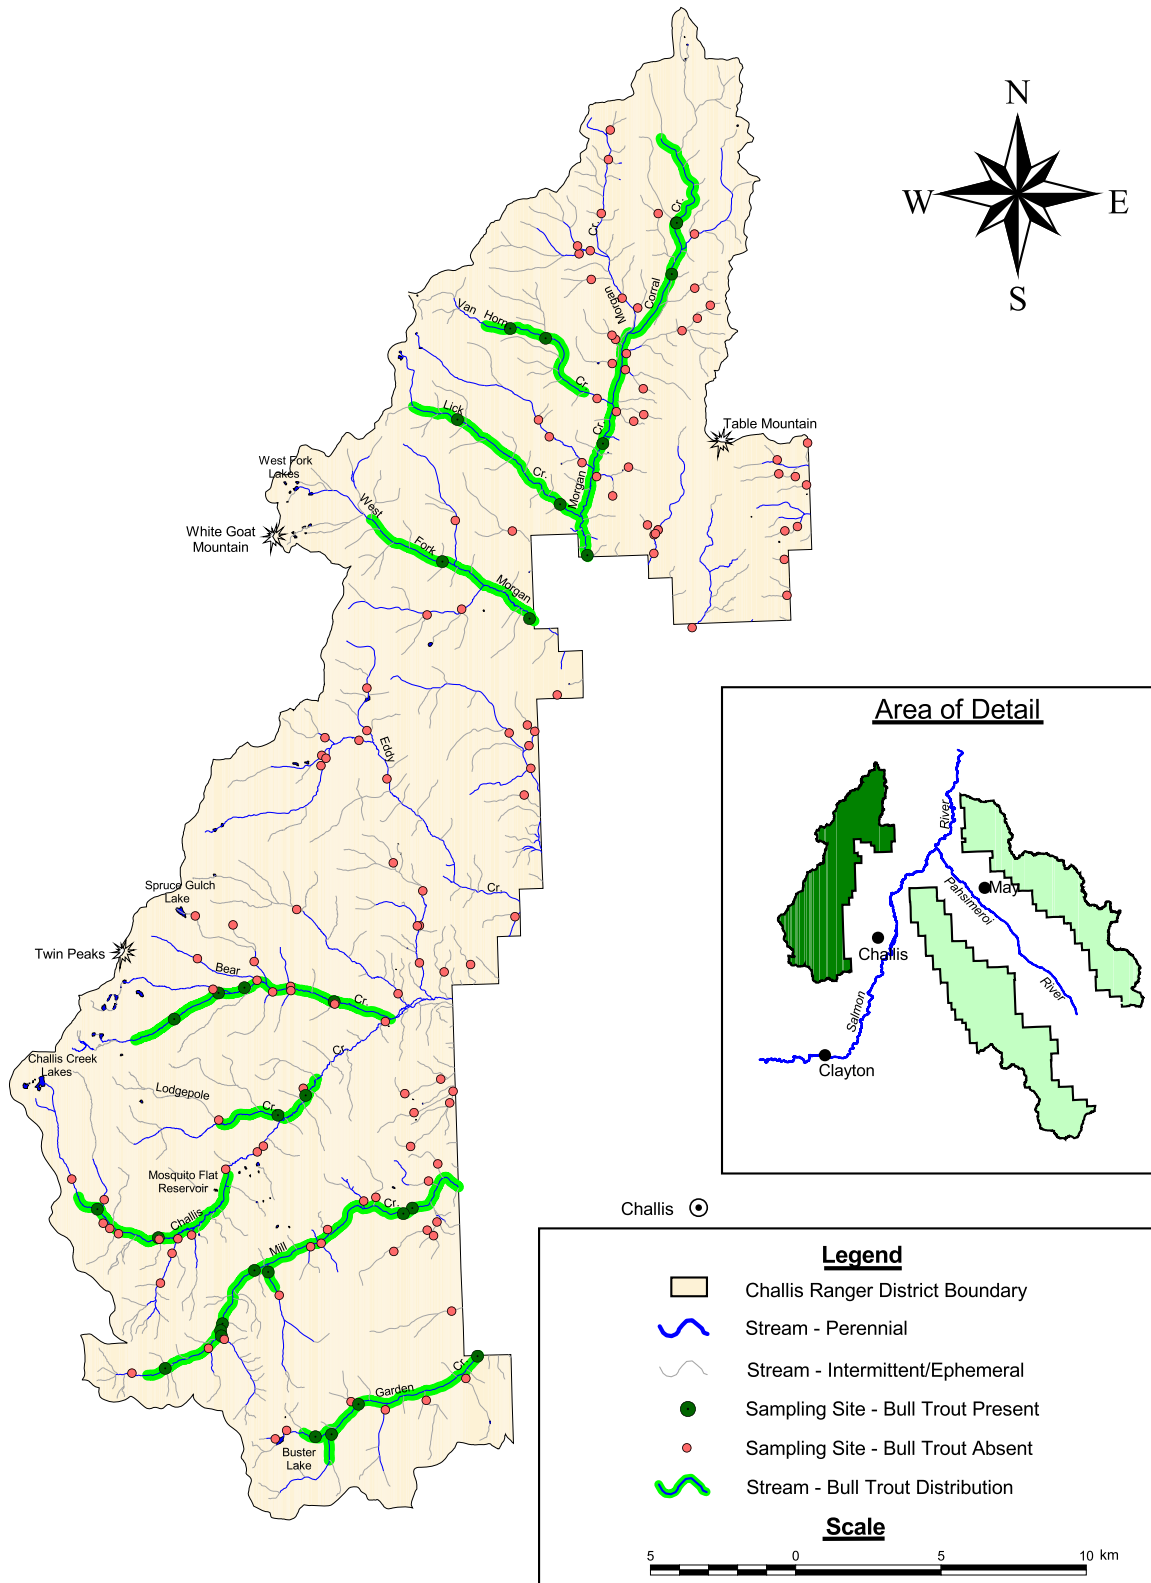 N
W
E
S
Cr.
Cr.
Corral
Morgan
Van Horn
Cr.
Lick
Cr.
Cr.
Morgan
Table Mountain
West Fork
Lakes
White Goat
Mountain
West
Fork
Morgan
Eddy
Cr.
Spruce Gulch
Lake
Twin Peaks
Bear
Cr.
Challis Creek
Lakes
Cr.
Lodgepole
Cr.
Mosquito Flat
Reservoir
Challis
Cr.
Mill
Garden
Cr.
Buster
Lake
Area of Detail
River
Pahsimeroi
May
Challis
River
Salmon
Clayton
Challis
Legend
Challis Ranger District Boundary
Stream - Perennial
Stream - Intermittent/Ephemeral
Sampling Site - Bull Trout Present
Sampling Site - Bull Trout Absent
Stream - Bull Trout Distribution
Scale
5 0 5 10 km